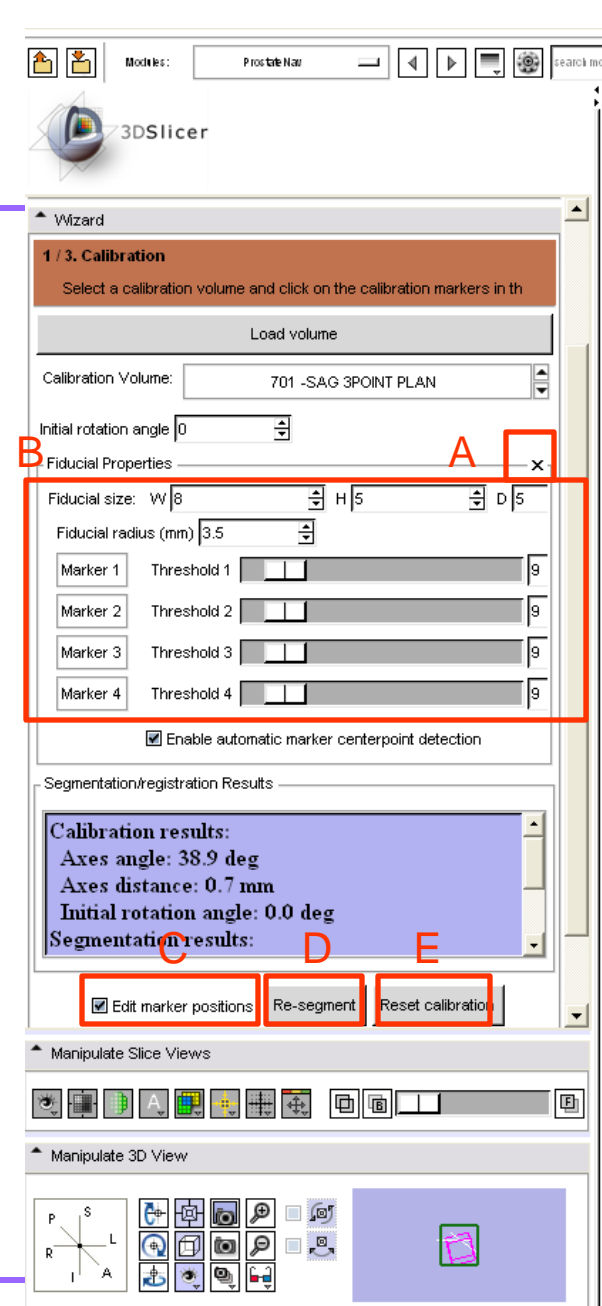 Modules: ProstateNav search mo
3DSlicer
Wizard
1 / 3. Calibration
Select a calibration volume and click on the calibration markers in th
Load volume
Calibration Volume: 701 -SAG 3POINT PLAN
Initial rotation angle 0
B A
Fiducial Properties x
Fiducial size: W 8 H 5 D 5
Fiducial radius (mm) 3.5
Marker 1 Threshold 1 9
Marker 2 Threshold 2 9
Marker 3 Threshold 3 9
Marker 4 Threshold 4 9
Enable automatic marker centerpoint detection
Segmentation/registration Results
Calibration results:
Axes angle: 38.9 deg
Axes distance: 0.7 mm
Initial rotation angle: 0.0 deg
Segmentation results:
C D E
Edit marker positions Re-segment Reset calibration
Manipulate Slice Views
A B F
Manipulate 3D View
P S
R L
I A